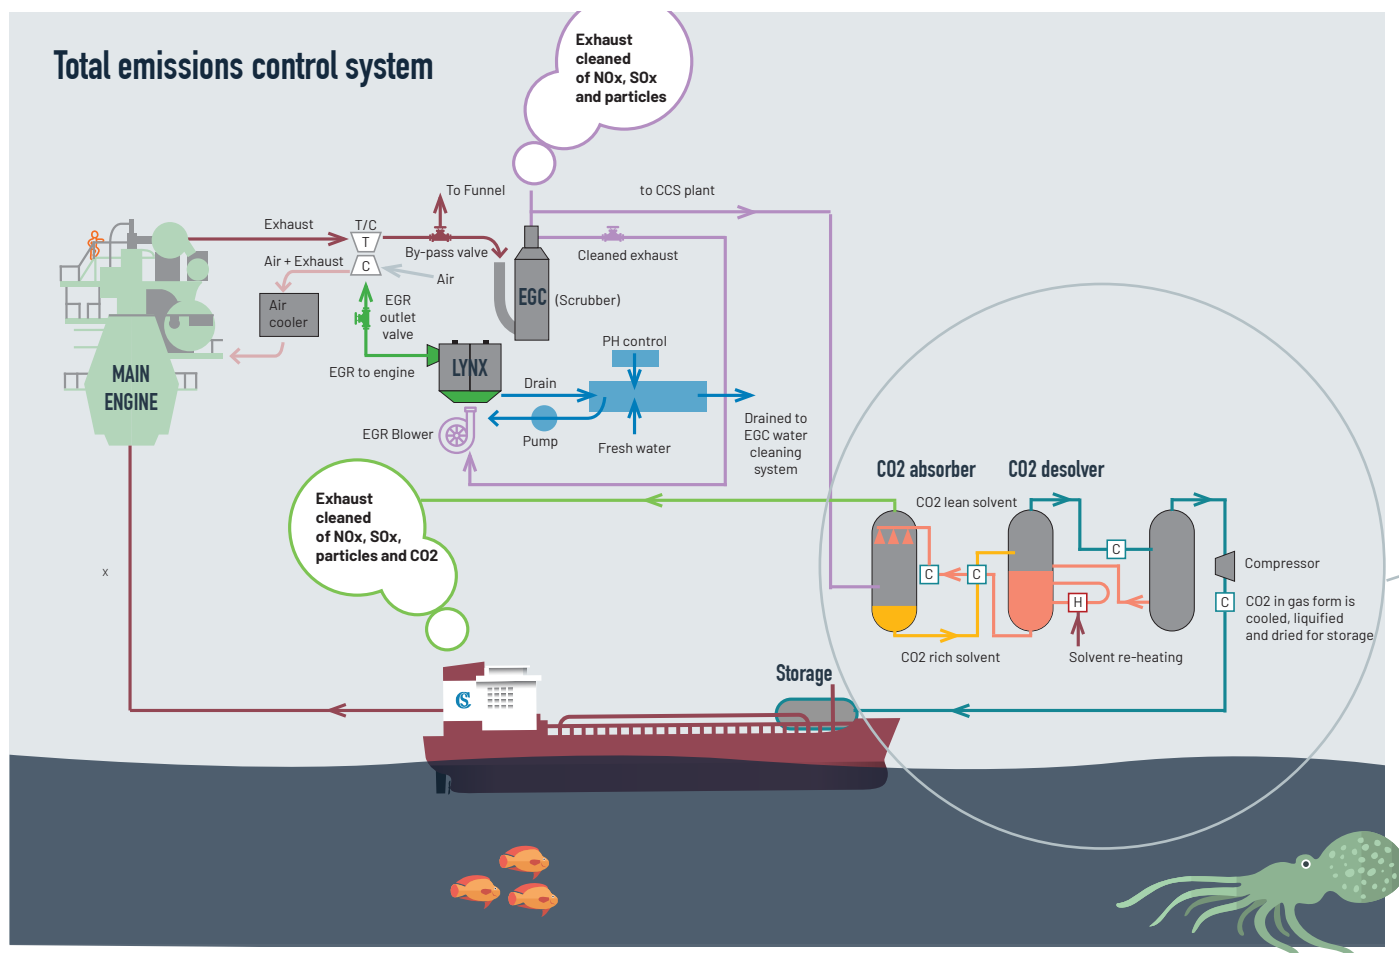 Total emissions control system
Exhaust
cleaned
of NOx, SOx
and particles
To Funnel
to CCS plant
Exhaust
T/C
T
C
By-pass valve
Air + Exhaust
Air
Cleaned exhaust
Air
cooler
EGR
outlet
valve
EGC
(Scrubber)
PH control
LYNX
EGR to engine
MAIN
ENGINE
Drain
Pump
Fresh water
Drained to
EGC water
cleaning
system
EGR Blower
CO2 absorber
CO2 desolver
CO2 lean solvent
Exhaust
cleaned
of NOx, SOx,
particles and CO2
x
C
C
C
H
Compressor
C
CO2 in gas form is
cooled, liquified
and dried for storage
CO2 rich solvent
Solvent re-heating
Storage